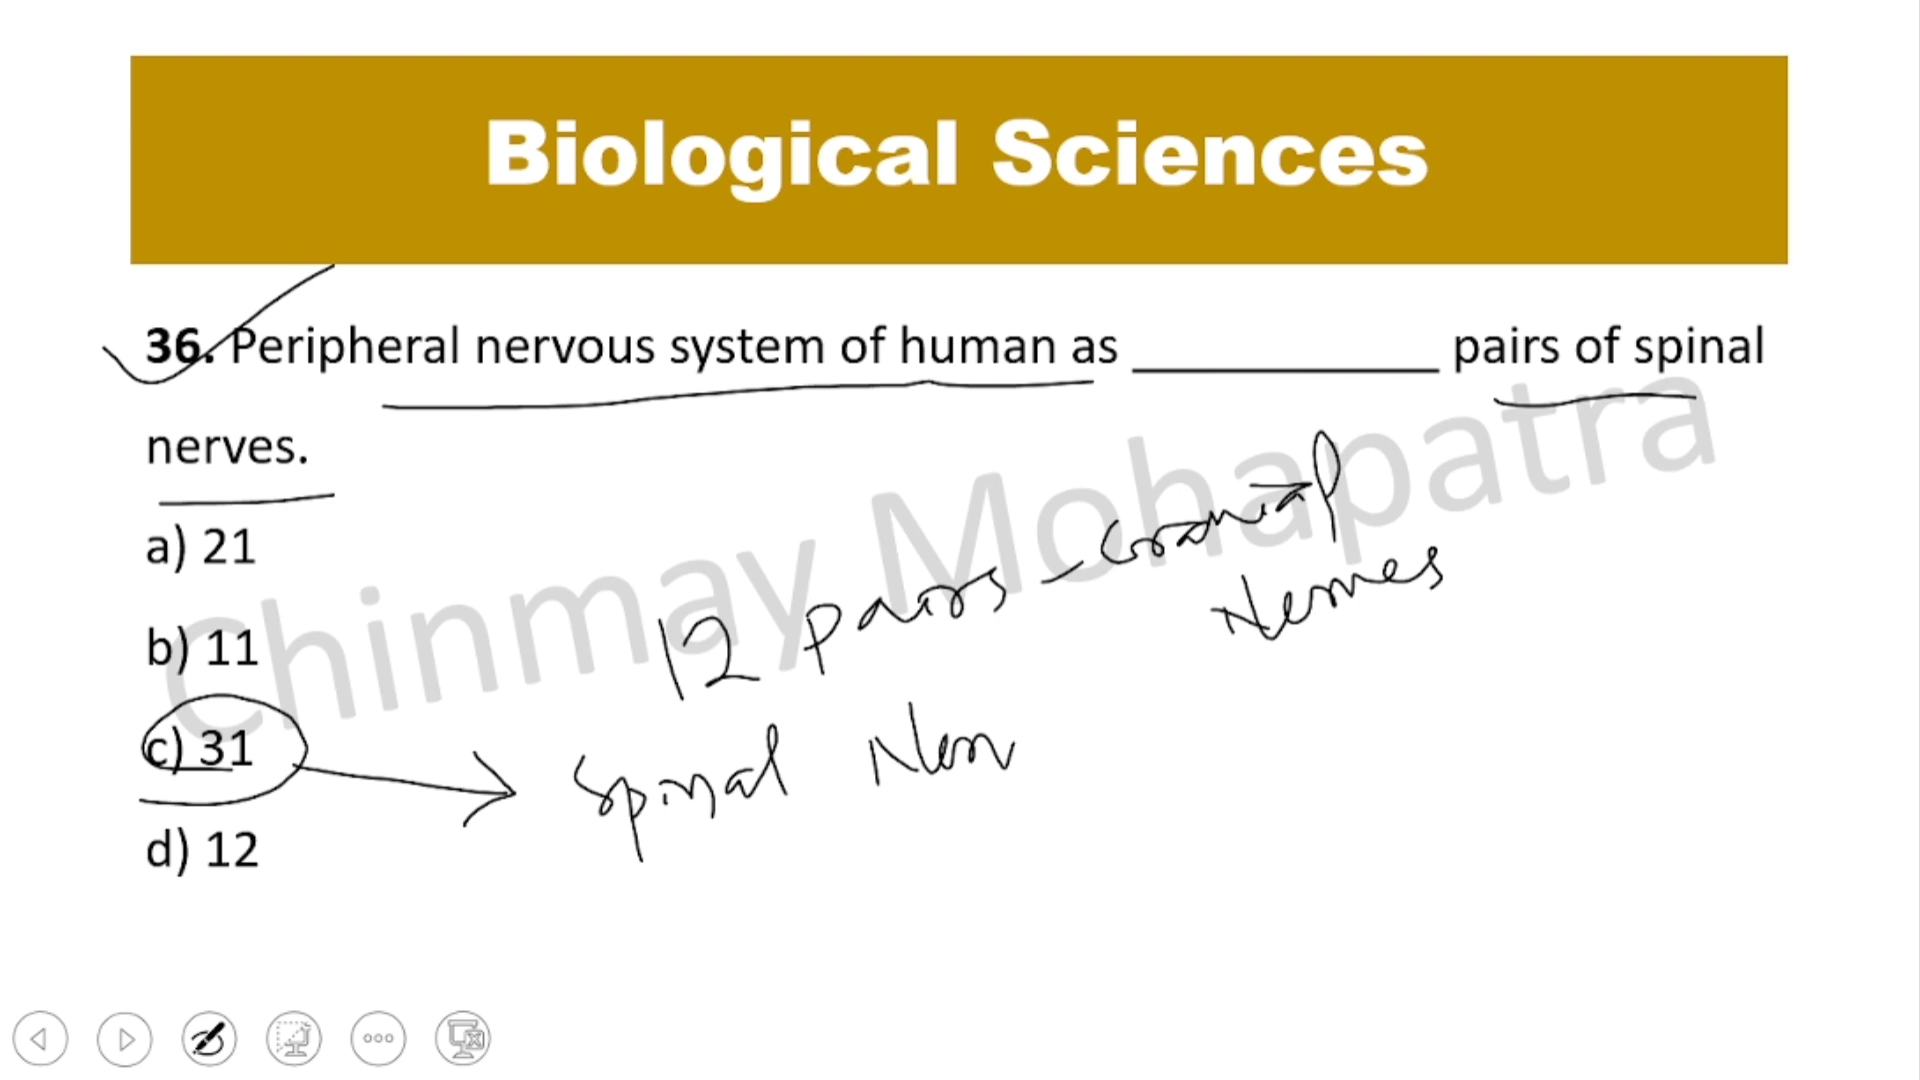 Biological Sciences
36. Peripheral nervous system of human as ____________ pairs of spinal
nerves.
a) 21
b) 11
c) 31
d) 12
12 pairs - cranial
Nerves
Spinal Nerv
Chinmay Mohapatra